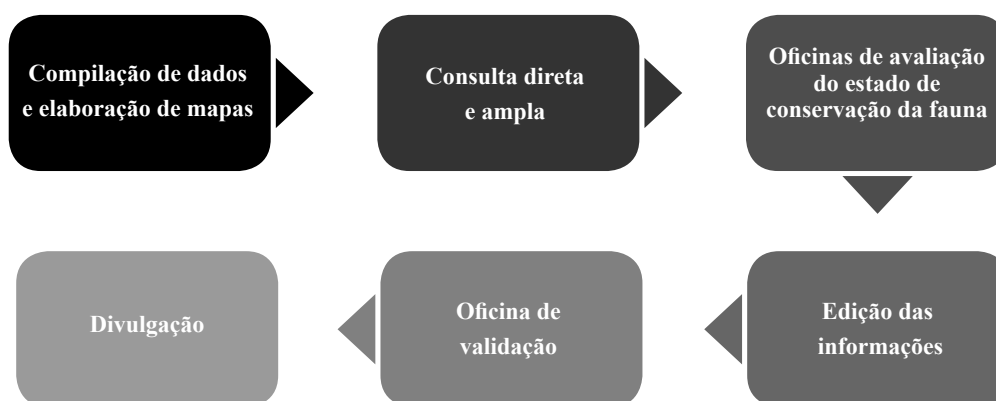 Compilação de dados
e elaboração de mapas
Consulta direta
e ampla
Oficinas de avaliação
do estado de
conservação da fauna
Edição das
informações
Oficina de
validação
Divulgação